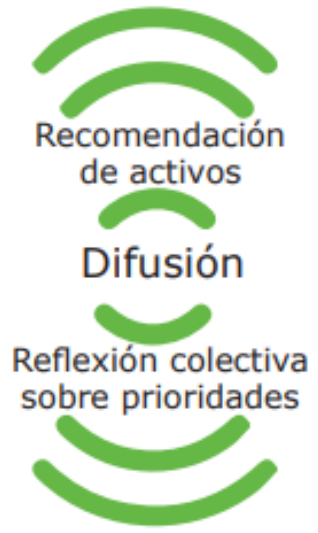 Recomendación
de activos
Difusión
Reflexión colectiva
sobre prioridades